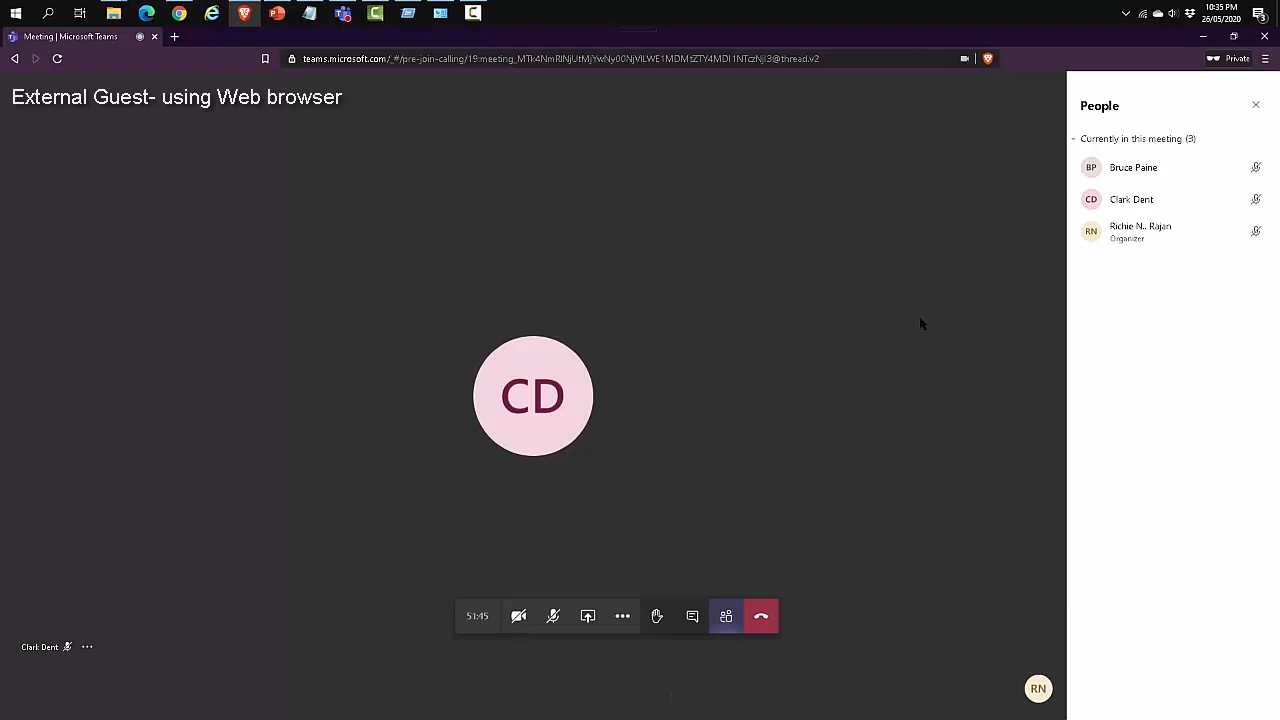 10:35 PM
26/05/2020
3
Meeting | Microsoft Teams
Private
External Guest- using Web browser
People
Currently in this meeting (3)
BP Bruce Paine
CD Clark Dent
RN Richie N.. Rajan
Organizer
CD
51:45
Clark Dent
RN